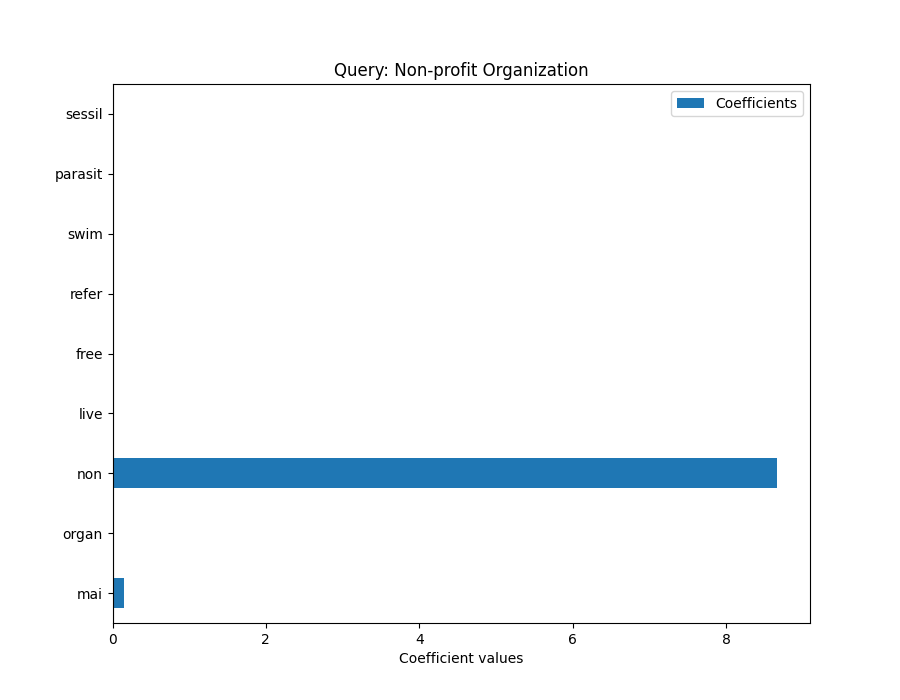 Query: Non-profit Organization
Coefficients
sessil
parasit
swim
refer
free
live
non
organ
mai
0 2 4 6 8
Coefficient values